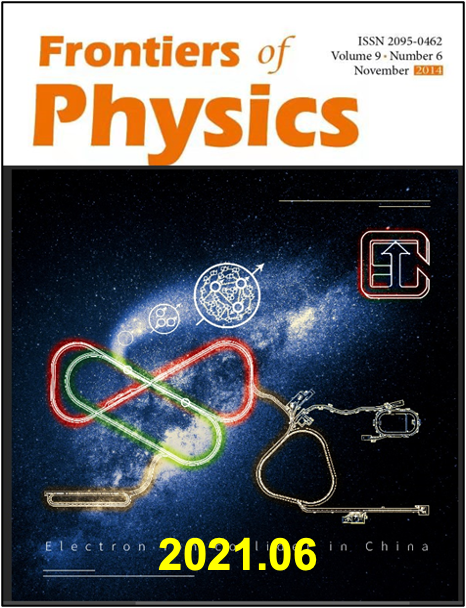 Frontiers of
Physics
ISSN 2095-0462
Volume 9 • Number 6
November 2014
Electron in China
2021.06